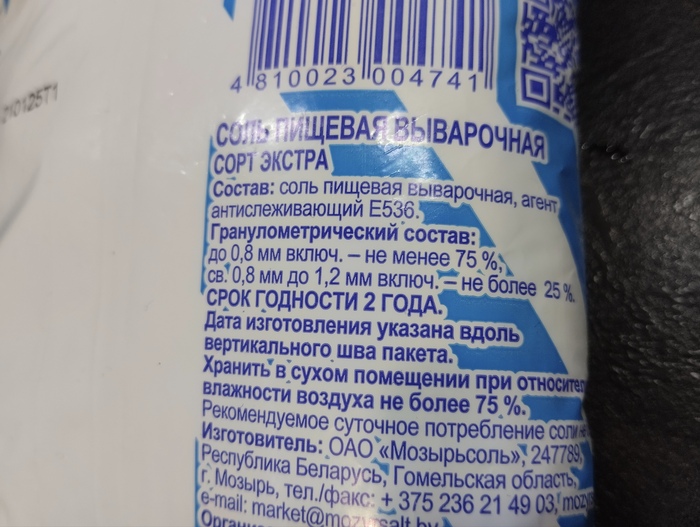 210125T1
4 810023 004741
СОЛЬ ПИЩЕВАЯ ВЫВАРОЧНАЯ
СОРТ ЭКСТРА
Состав: соль пищевая выварочная, агент
антислеживающий Е536.
Гранулометрический состав:
до 0,8 мм включ. – не менее 75 %,
св. 0,8 мм до 1,2 мм включ. – не более 25 %.
СРОК ГОДНОСТИ 2 ГОДА.
Дата изготовления указана вдоль
вертикального шва пакета.
Хранить в сухом помещении при относител
влажности воздуха не более 75 %.
Рекомендуемое суточное потребление соли
Изготовитель: ОАО «Мозырьсоль», 247789,
Республика Беларусь, Гомельская область,
г. Мозырь, тел./факс: + 375 236 21 49 03,
e-mail: market@mozyrsalt.by